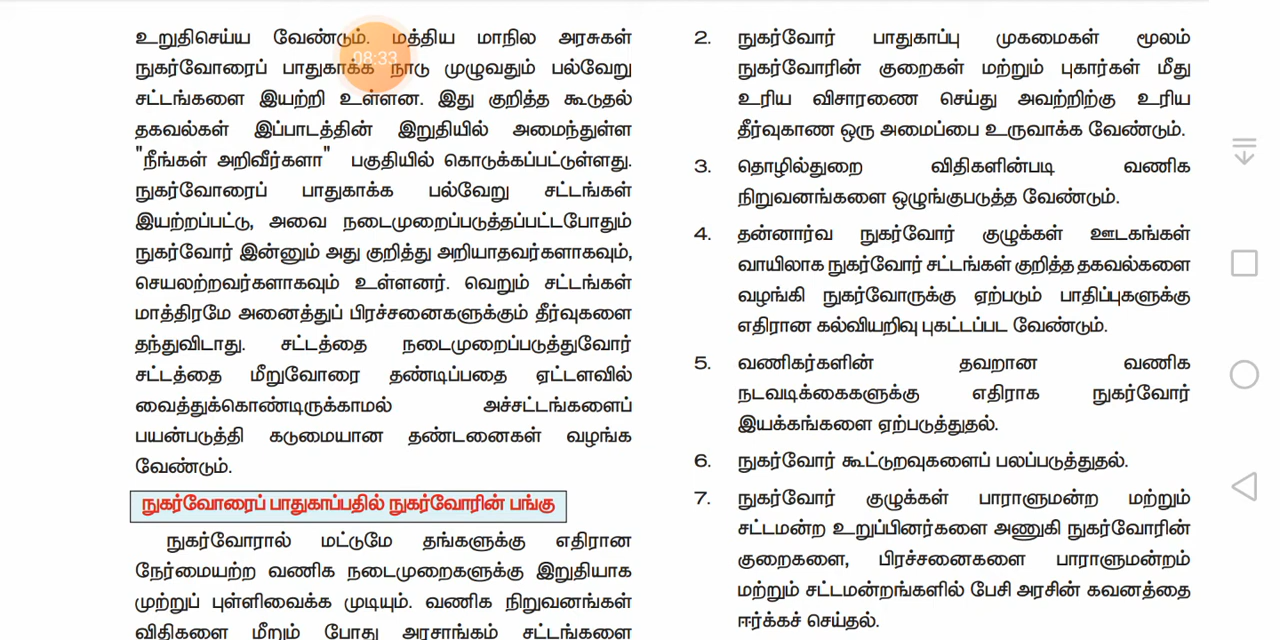 உறுதிசெய்ய வேண்டும். மத்திய மாநில அரசுகள்
நுகர்வோரைப் பாதுகாக்க நாடு முழுவதும் பல்வேறு
சட்டங்களை இயற்றி உள்ளன. இது குறித்த கூடுதல்
தகவல்கள் இப்பாடத்தின் இறுதியில் அமைந்துள்ள
"நீங்கள் அறிவீர்களா" பகுதியில் கொடுக்கப்பட்டுள்ளது.
நுகர்வோரைப் பாதுகாக்க பல்வேறு சட்டங்கள்
இயற்றப்பட்டு, அவை நடைமுறைப்படுத்தப்பட்டபோதும்
நுகர்வோர் இன்னும் அது குறித்து அறியாதவர்களாகவும்,
செயலற்றவர்களாகவும் உள்ளனர். வெறும் சட்டங்கள்
மாத்திரமே அனைத்துப் பிரச்சனைகளுக்கும் தீர்வுகளை
தந்துவிடாது. சட்டத்தை நடைமுறைப்படுத்துவோர்
சட்டத்தை மீறுவோரை தண்டிப்பதை ஏட்டளவில்
வைத்துக்கொண்டிருக்காமல் அச்சட்டங்களைப்
பயன்படுத்தி கடுமையான தண்டனைகள் வழங்க
வேண்டும்.
நுகர்வோரைப் பாதுகாப்பதில் நுகர்வோரின் பங்கு
நுகர்வோரால் மட்டுமே தங்களுக்கு எதிரான
நேர்மையற்ற வணிக நடைமுறைகளுக்கு இறுதியாக
முற்றுப் புள்ளிவைக்க முடியும். வணிக நிறுவனங்கள்
விதிகளை மீறும் போது அரசாங்கம் சட்டங்களை
08:33
2. நுகர்வோர் பாதுகாப்பு முகமைகள் மூலம்
நுகர்வோரின் குறைகள் மற்றும் புகார்கள் மீது
உரிய விசாரணை செய்து அவற்றிற்கு உரிய
தீர்வுகாண ஒரு அமைப்பை உருவாக்க வேண்டும்.
3. தொழில்துறை விதிகளின்படி வணிக
நிறுவனங்களை ஒழுங்குபடுத்த வேண்டும்.
4. தன்னார்வ நுகர்வோர் குழுக்கள் ஊடகங்கள்
வாயிலாக நுகர்வோர் சட்டங்கள் குறித்த தகவல்களை
வழங்கி நுகர்வோருக்கு ஏற்படும் பாதிப்புகளுக்கு
எதிரான கல்வியறிவு புகட்டப்பட வேண்டும்.
5. வணிகர்களின் தவறான வணிக
நடவடிக்கைகளுக்கு எதிராக நுகர்வோர்
இயக்கங்களை ஏற்படுத்துதல்.
6. நுகர்வோர் கூட்டுறவுகளைப் பலப்படுத்துதல்.
7. நுகர்வோர் குழுக்கள் பாராளுமன்ற மற்றும்
சட்டமன்ற உறுப்பினர்களை அணுகி நுகர்வோரின்
குறைகளை, பிரச்சனைகளை பாராளுமன்றம்
மற்றும் சட்டமன்றங்களில் பேசி அரசின் கவனத்தை
ஈர்க்கச் செய்தல்.